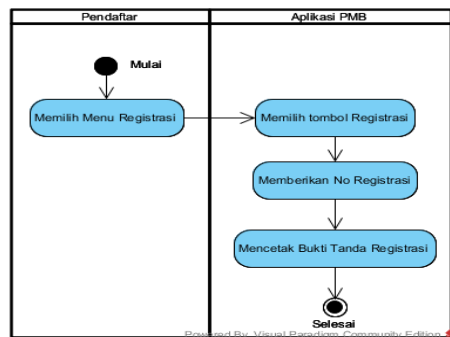 Pendaftar
Aplikasi PMB
Mulai
Memilih Menu Registrasi
Memilih tombol Registrasi
Memberikan No Registrasi
Mencetak Bukti Tanda Registrasi
Selesai
Powered By Visual Paradigm Community Edition